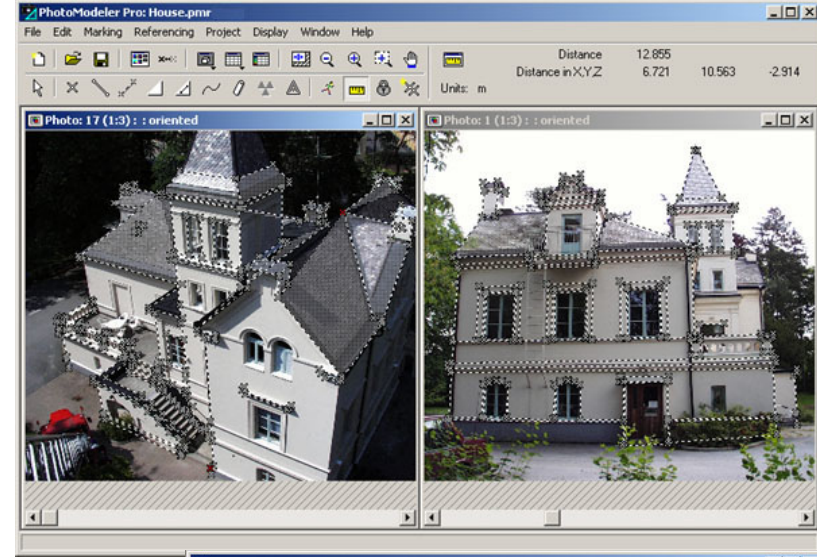 PhotoModeler Pro: House.pmr
File Edit Marking Referencing Project Display Window Help
Distance 12.855
Distance in X,Y,Z 6.721 10.563 -2.914
Units: m
Photo: 17 (1:3) : : oriented
Photo: 1 (1:3) : : oriented